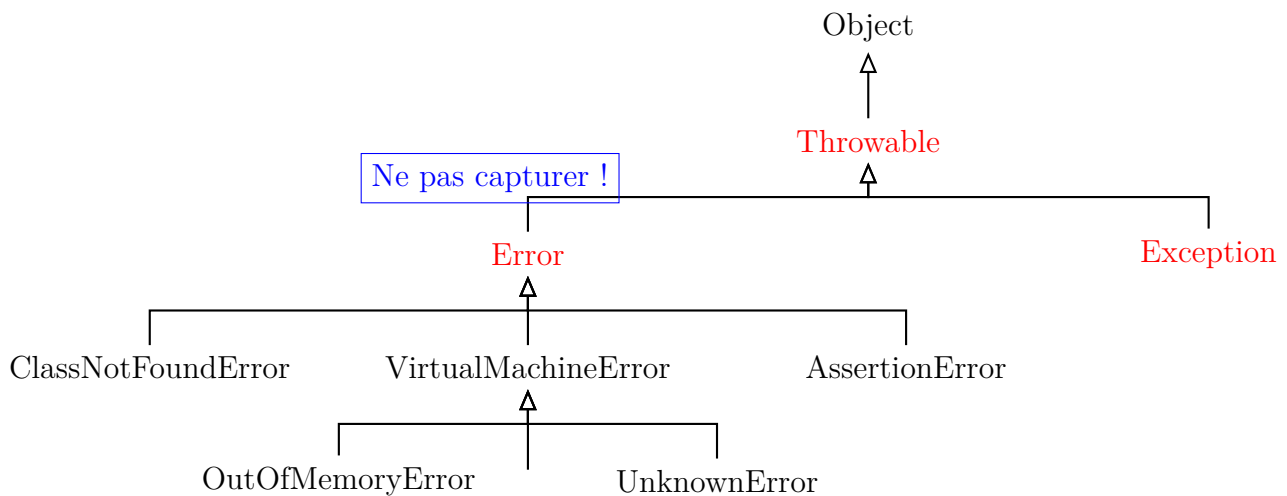 Object
Throwable
Ne pas capturer !
Error
Exception
ClassNotFoundError
VirtualMachineError
AssertionError
OutOfMemoryError
UnknownError